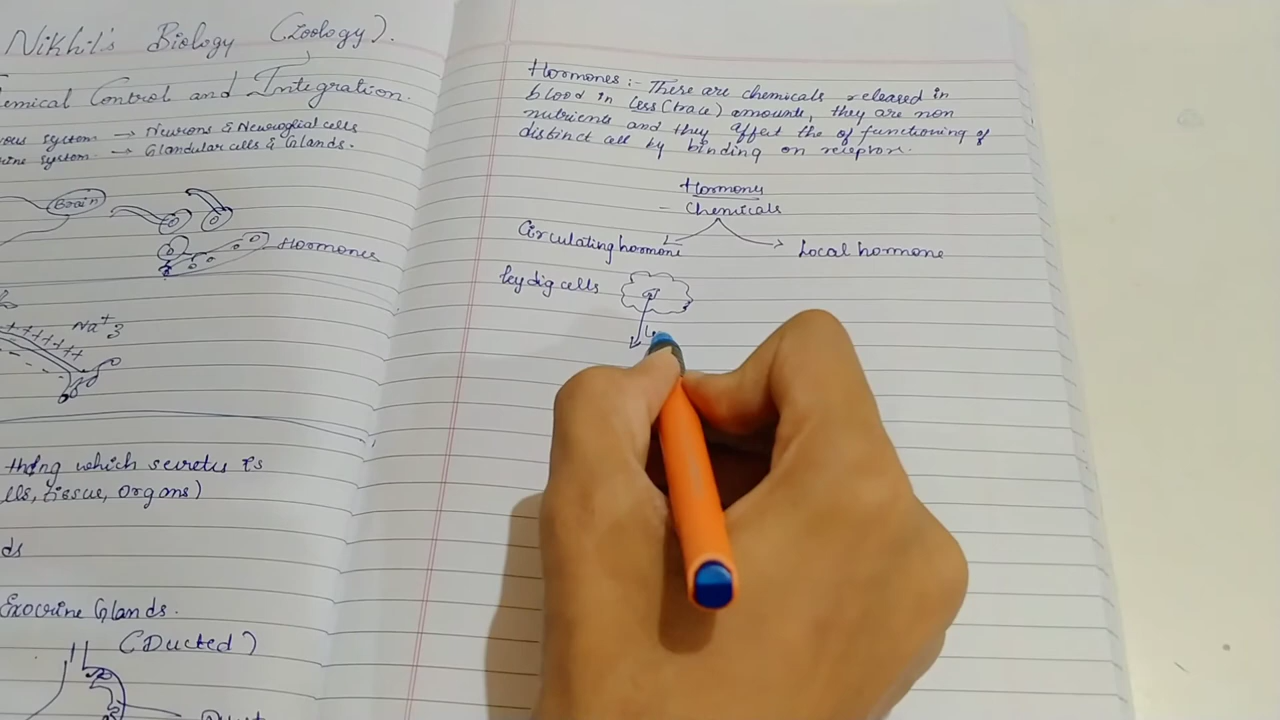 Nikhil's Biology (Zoology).
emical Control and Integration.
vous system → Neurons & Neuroglial cells
rine system → Glandular cells & Glands.
Brain
Hormones
Na+
thing which secretes is
lls, tissue, Organs)
ds
Exocrine Glands.
(Ducted)
Hormones :- These are chemicals released in
blood in less (trace) amounts, they are non
nutrients and they affect the of functioning of
distinct cell by binding on receptor.
Hormony
Chemicals
Circulating hormone
Local hormone
leydig cells